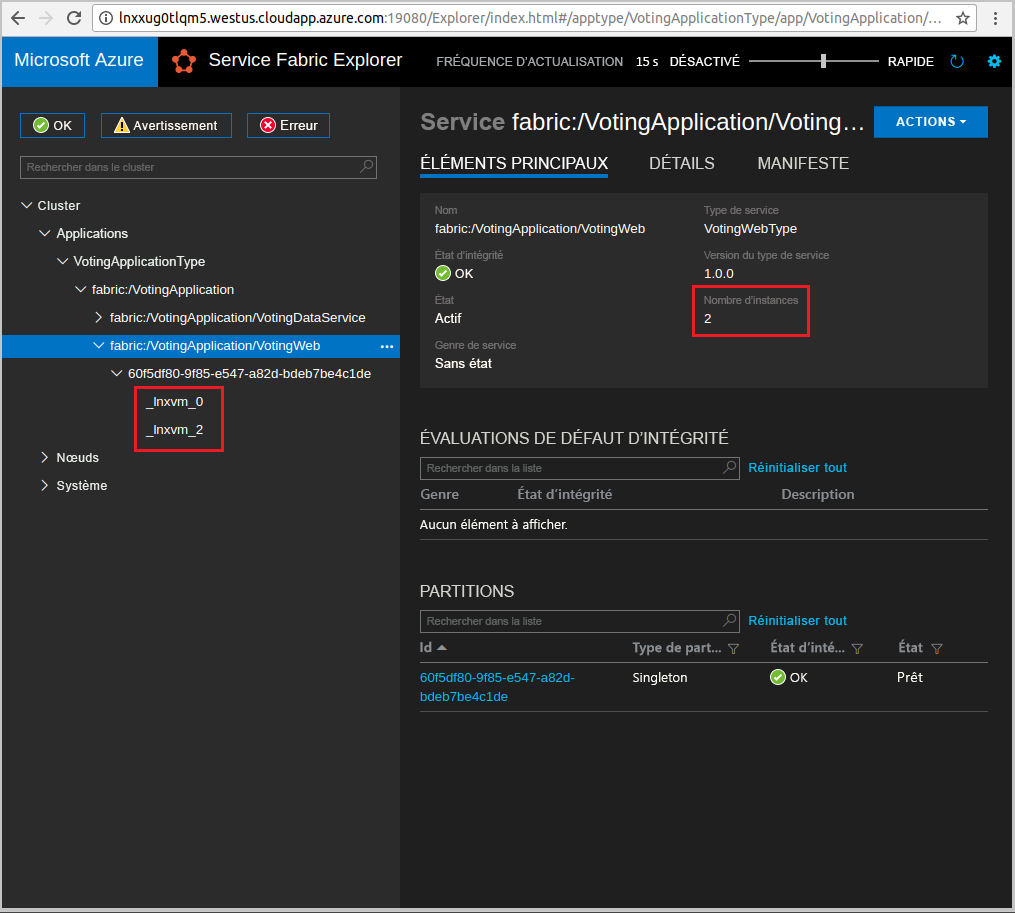 lnxxug0tlqm5.westus.cloudapp.azure.com:19080/Explorer/index.html#/apptype/VotingApplicationType/app/VotingApplication/...
Microsoft Azure
Service Fabric Explorer
FRÉQUENCE D'ACTUALISATION 15 s DÉSACTIVÉ RAPIDE
OK Avertissement Erreur
Rechercher dans le cluster
Cluster
Applications
VotingApplicationType
fabric:/VotingApplication
fabric:/VotingApplication/VotingDataService
fabric:/VotingApplication/VotingWeb ...
60f5df80-9f85-e547-a82d-bdeb7be4c1de
_lnxvm_0
_lnxvm_2
Nœuds
Système
Service fabric:/VotingApplication/Voting...
ACTIONS
ÉLÉMENTS PRINCIPAUX DÉTAILS MANIFESTE
Nom
fabric:/VotingApplication/VotingWeb
Type de service
VotingWebType
État d'intégrité
OK
Version du type de service
1.0.0
État
Actif
Nombre d'instances
2
Genre de service
Sans état
ÉVALUATIONS DE DÉFAUT D'INTÉGRITÉ
Rechercher dans la liste Réinitialiser tout
Genre État d'intégrité Description
Aucun élément à afficher.
PARTITIONS
Rechercher dans la liste Réinitialiser tout
Id Type de part... État d'inté... État
60f5df80-9f85-e547-a82d- Singleton OK Prêt
bdeb7be4c1de